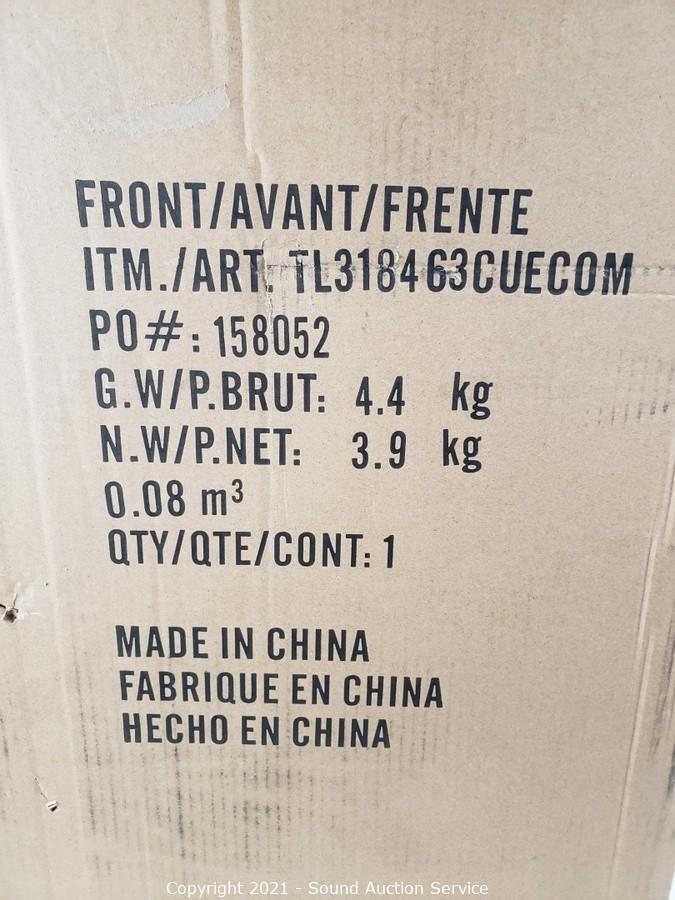 FRONT/AVANT/FRENTE
ITM./ART. TL318463CUECOM
PO#: 158052
G.W/P.BRUT: 4.4 kg
N.W/P.NET: 3.9 kg
0.08 m³
QTY/QTE/CONT: 1
MADE IN CHINA
FABRIQUE EN CHINA
HECHO EN CHINA
Copyright 2021 - Sound Auction Service